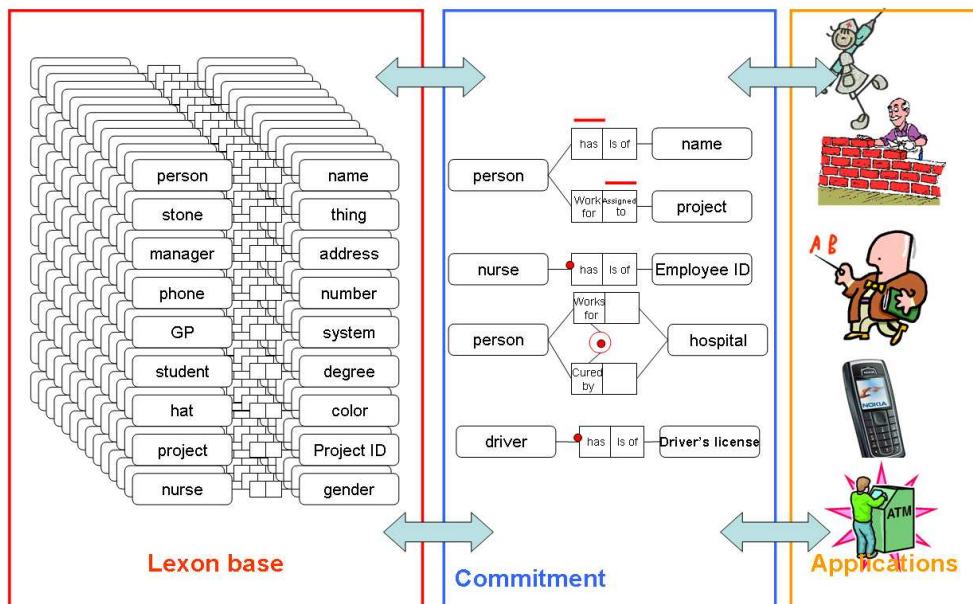 person
name
stone
thing
manager
address
phone
number
GP
system
student
degree
hat
color
project
Project ID
nurse
gender
Lexon base
has
Is of
name
person
Work for
Assigned to
project
nurse
has
Is of
Employee ID
Works for
person
hospital
Cured by
driver
has
Is of
Driver's license
Commitment
A B
NOKIA
ATM
Applications